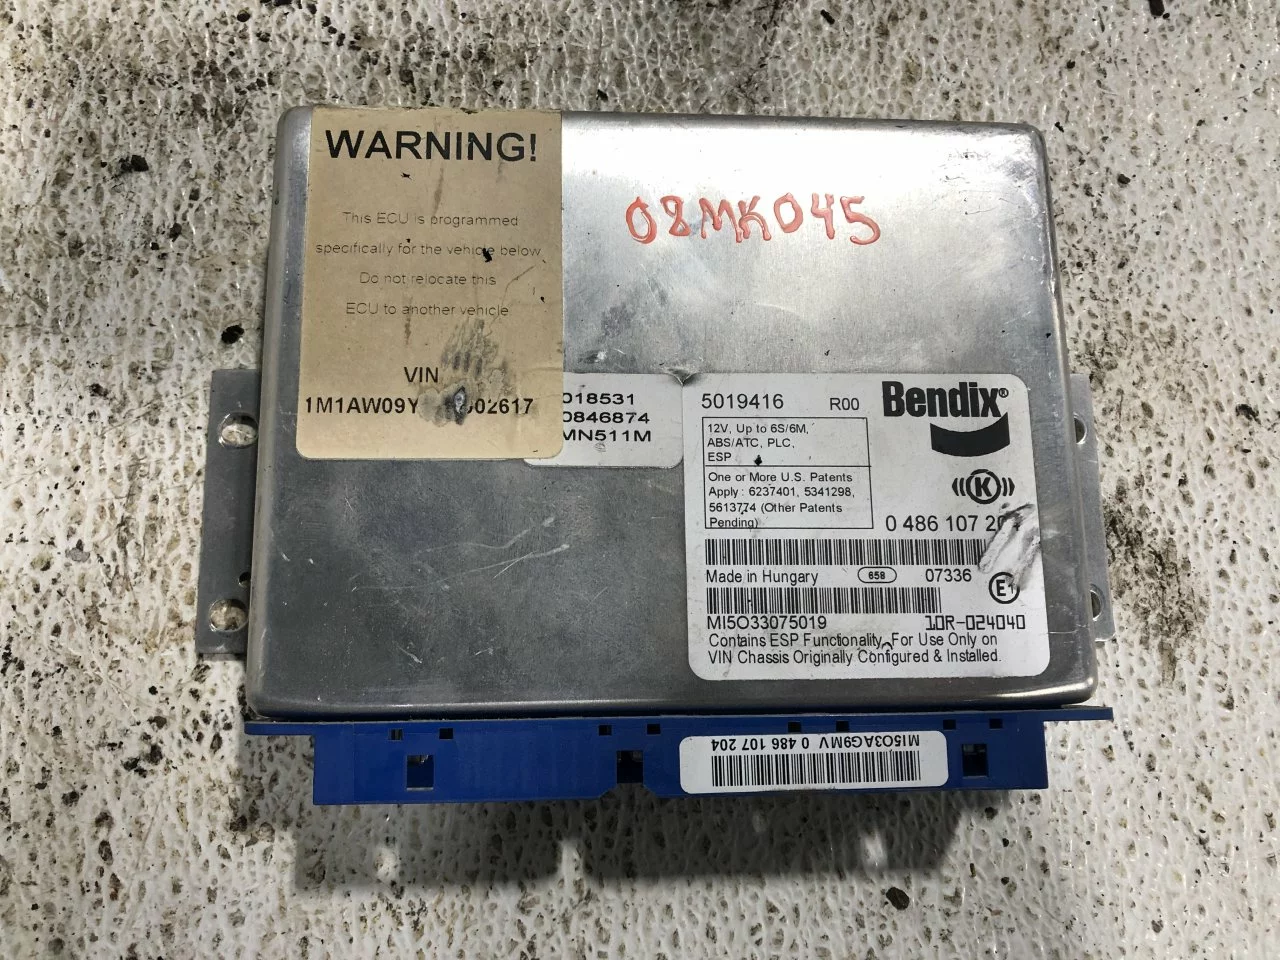 WARNING!
This ECU is programmed
specifically for the vehicle below
Do not relocate this
ECU to another vehicle
VIN
1M1AW09Y 502617
08MK045
018531
0846874
MN511M
5019416 R00
Bendix®
12V, Up to 6S/6M,
ABS/ATC, PLC,
ESP
One or More U.S. Patents
Apply : 6237401, 5341298,
5613774 (Other Patents
Pending)
K
0 486 107 20
Made in Hungary 658 07336 E1
MI5O33075019 10R-024040
Contains ESP Functionality, For Use Only on
VIN Chassis Originally Configured & Installed.
MI5O3AG9MV 0 486 107 204